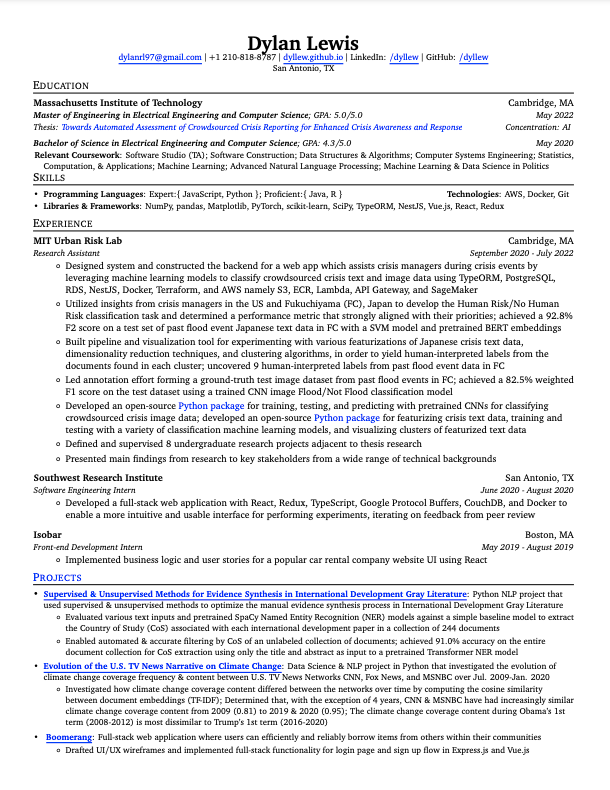 Dylan Lewis
dylanrl97@gmail.com | +1 210-818-8787 | dyllew.github.io | LinkedIn: /dyllew | GitHub: /dyllew
San Antonio, TX
EDUCATION
Massachusetts Institute of Technology Cambridge, MA
Master of Engineering in Electrical Engineering and Computer Science; GPA: 5.0/5.0 May 2022
Thesis: Towards Automated Assessment of Crowdsourced Crisis Reporting for Enhanced Crisis Awareness and Response Concentration: AI
Bachelor of Science in Electrical Engineering and Computer Science; GPA: 4.3/5.0 May 2020
Relevant Coursework: Software Studio (TA); Software Construction; Data Structures & Algorithms; Computer Systems Engineering; Statistics,
Computation, & Applications; Machine Learning; Advanced Natural Language Processing; Machine Learning & Data Science in Politics
SKILLS
• Programming Languages: Expert:{ JavaScript, Python }; Proficient:{ Java, R } Technologies: AWS, Docker, Git
• Libraries & Frameworks: NumPy, pandas, Matplotlib, PyTorch, scikit-learn, SciPy, TypeORM, NestJS, Vue.js, React, Redux
EXPERIENCE
MIT Urban Risk Lab Cambridge, MA
Research Assistant September 2020 - July 2022
◦ Designed system and constructed the backend for a web app which assists crisis managers during crisis events by
leveraging machine learning models to classify crowdsourced crisis text and image data using TypeORM, PostgreSQL,
RDS, NestJS, Docker, Terraform, and AWS namely S3, ECR, Lambda, API Gateway, and SageMaker
◦ Utilized insights from crisis managers in the US and Fukuchiyama (FC), Japan to develop the Human Risk/No Human
Risk classification task and determined a performance metric that strongly aligned with their priorities; achieved a 92.8%
F2 score on a test set of past flood event Japanese text data in FC with a SVM model and pretrained BERT embeddings
◦ Built pipeline and visualization tool for experimenting with various featurizations of Japanese crisis text data,
dimensionality reduction techniques, and clustering algorithms, in order to yield human-interpreted labels from the
documents found in each cluster; uncovered 9 human-interpreted labels from past flood event data in FC
◦ Led annotation effort forming a ground-truth test image dataset from past flood events in FC; achieved a 82.5% weighted
F1 score on the test dataset using a trained CNN image Flood/Not Flood classification model
◦ Developed an open-source Python package for training, testing, and predicting with pretrained CNNs for classifying
crowdsourced crisis image data; developed an open-source Python package for featurizing crisis text data, training and
testing with a variety of classification machine learning models, and visualizing clusters of featurized text data
◦ Defined and supervised 8 undergraduate research projects adjacent to thesis research
◦ Presented main findings from research to key stakeholders from a wide range of technical backgrounds
Southwest Research Institute San Antonio, TX
Software Engineering Intern June 2020 - August 2020
◦ Developed a full-stack web application with React, Redux, TypeScript, Google Protocol Buffers, CouchDB, and Docker to
enable a more intuitive and usable interface for performing experiments, iterating on feedback from peer review
Isobar Boston, MA
Front-end Development Intern May 2019 - August 2019
◦ Implemented business logic and user stories for a popular car rental company website UI using React
PROJECTS
• Supervised & Unsupervised Methods for Evidence Synthesis in International Development Gray Literature: Python NLP project that
used supervised & unsupervised methods to optimize the manual evidence synthesis process in International Development Gray Literature
◦ Evaluated various text inputs and pretrained SpaCy Named Entity Recognition (NER) models against a simple baseline model to extract
the Country of Study (CoS) associated with each international development paper in a collection of 244 documents
◦ Enabled automated & accurate filtering by CoS of an unlabeled collection of documents; achieved 91.0% accuracy on the entire
document collection for CoS extraction using only the title and abstract as input to a pretrained Transformer NER model
• Evolution of the U.S. TV News Narrative on Climate Change: Data Science & NLP project in Python that investigated the evolution of
climate change coverage frequency & content between U.S. TV News Networks CNN, Fox News, and MSNBC over Jul. 2009-Jan. 2020
◦ Investigated how climate change coverage content differed between the networks over time by computing the cosine similarity
between document embeddings (TF-IDF); Determined that, with the exception of 4 years, CNN & MSNBC have had increasingly similar
climate change coverage from 2009 (0.81) to 2019 & 2020 (0.95); The climate change coverage content during Obama's 1st
term (2008-2012) is most dissimilar to Trump's 1st term (2016-2020)
• Boomerang: Full-stack web application where users can efficiently and reliably borrow items from others within their communities
◦ Drafted UI/UX wireframes and implemented full-stack functionality for login page and sign up flow in Express.js and Vue.js